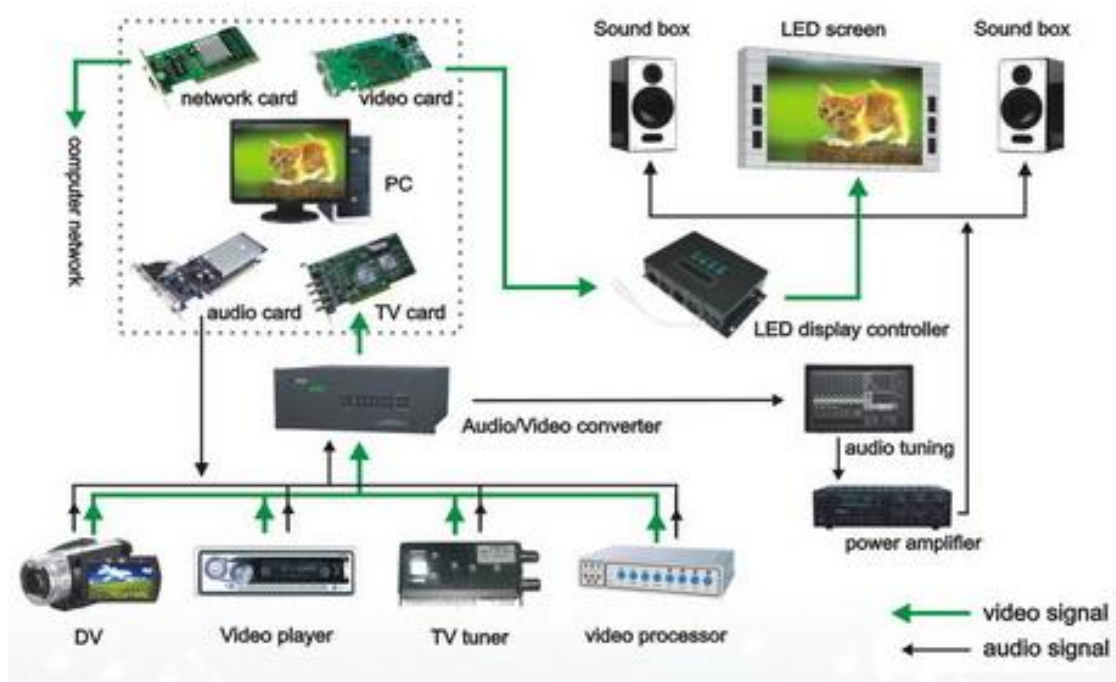 Sound box
LED screen
Sound box
network card
video card
computer network
PC
audio card
TV card
LED display controller
Audio/Video converter
audio tuning
power amplifier
DV
Video player
TV tuner
video processor
video signal
audio signal